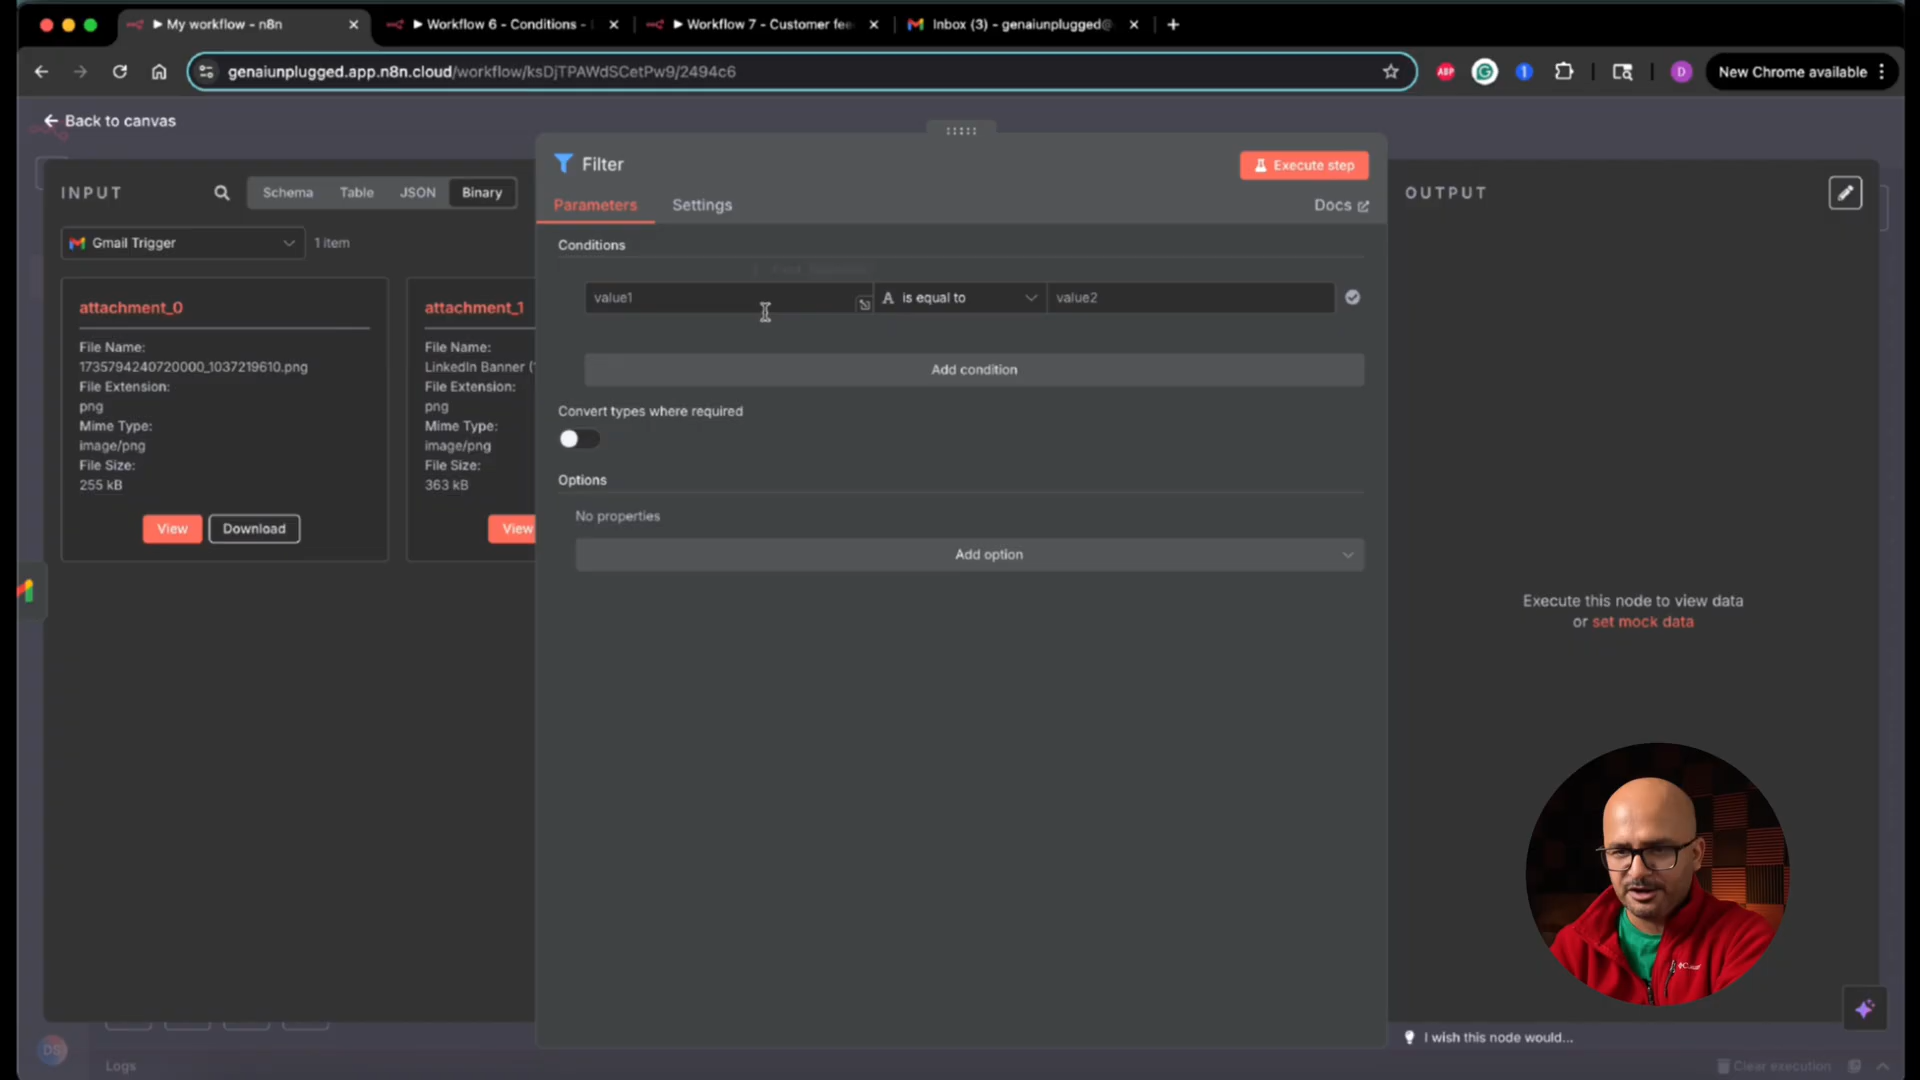 My workflow - n8n
Workflow 6 - Conditions -
Workflow 7 - Customer fee
Inbox (3) - genaiunplugged@
genaiunplugged.app.n8n.cloud/workflow/ksDjTPAWdSCetPw9/2494c6
ABP
1
D
New Chrome available
Back to canvas
INPUT
Schema
Table
JSON
Binary
Gmail Trigger
1 item
attachment_0
File Name:
1735794240720000_1037219610.png
File Extension:
png
Mime Type:
image/png
File Size:
255 kB
View
Download
attachment_1
File Name:
LinkedIn Banner (
File Extension:
png
Mime Type:
image/png
File Size:
363 kB
View
Filter
Execute step
Parameters
Settings
Docs
Conditions
value1
A is equal to
value2
Add condition
Convert types where required
Options
No properties
Add option
OUTPUT
Execute this node to view data
or set mock data
I wish this node would...
DS
Logs
Clear execution